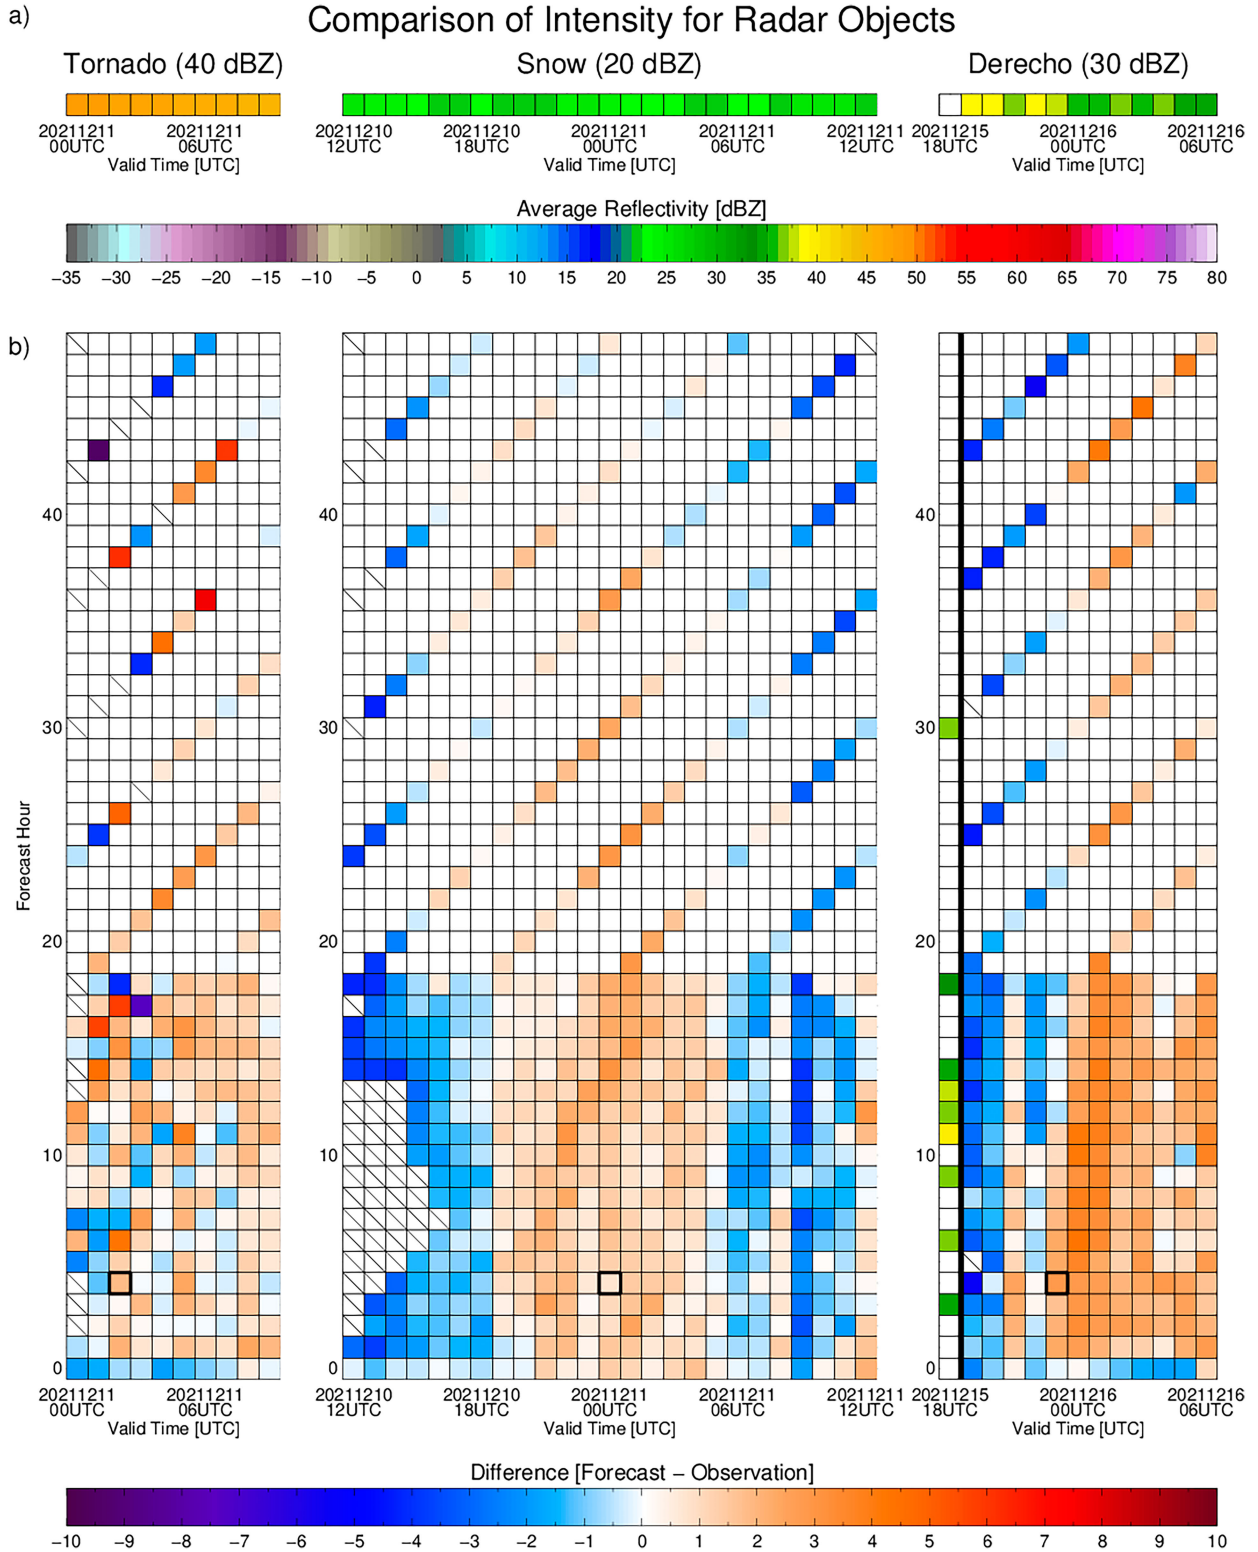 a)
Comparison of Intensity for Radar Objects
Tornado (40 dBZ) Snow (20 dBZ) Derecho (30 dBZ)
20211211 20211211 20211210 20211210 20211211 20211211 20211211 20211215 20211216 20211216
00UTC 06UTC 12UTC 18UTC 00UTC 06UTC 12UTC 18UTC 00UTC 06UTC
Valid Time [UTC] Valid Time [UTC] Valid Time [UTC]
Average Reflectivity [dBZ]
−35 −30 −25 −20 −15 −10 −5 0 5 10 15 20 25 30 35 40 45 50 55 60 65 70 75 80
b)
40 40 40
30 30 30
Forecast Hour
20 20 20
10 10 10
0 0 0
20211211 20211211 20211210 20211210 20211211 20211211 20211211 20211215 20211216 20211216
00UTC 06UTC 12UTC 18UTC 00UTC 06UTC 12UTC 18UTC 00UTC 06UTC
Valid Time [UTC] Valid Time [UTC] Valid Time [UTC]
Difference [Forecast − Observation]
−10 −9 −8 −7 −6 −5 −4 −3 −2 −1 0 1 2 3 4 5 6 7 8 9 10